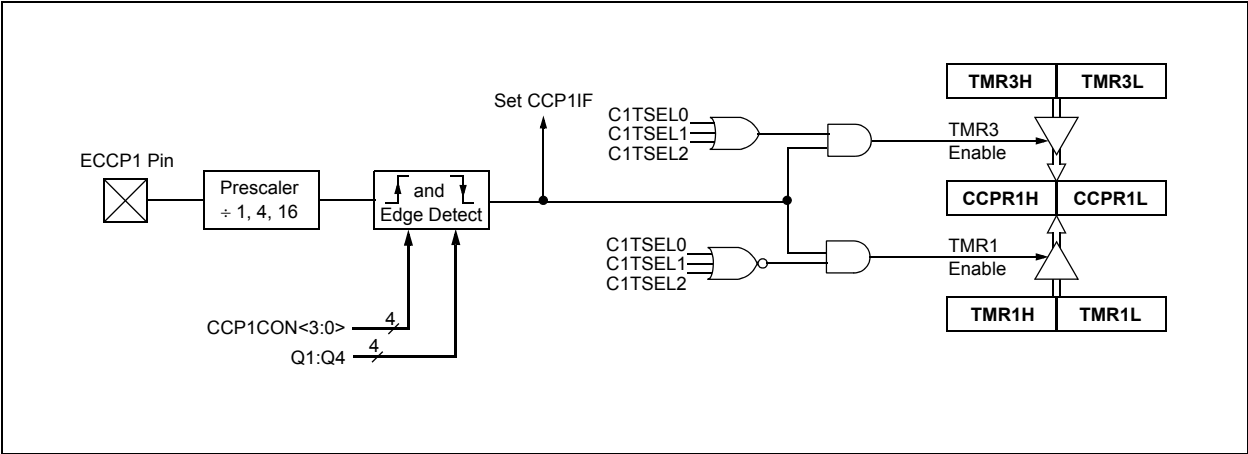 ECCP1 Pin
Prescaler
÷ 1, 4, 16
and
Edge Detect
Set CCP1IF
CCP1CON<3:0>
4
Q1:Q4
4
C1TSEL0
C1TSEL1
C1TSEL2
C1TSEL0
C1TSEL1
C1TSEL2
TMR3
Enable
TMR1
Enable
TMR3H TMR3L
CCPR1H CCPR1L
TMR1H TMR1L